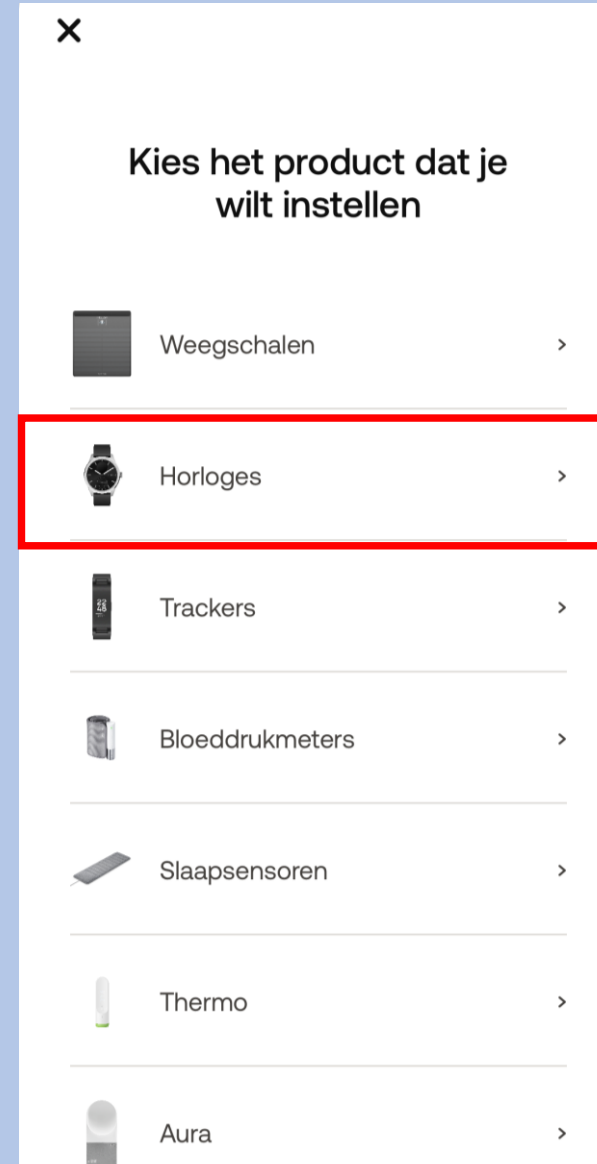 Kies het product dat je
wilt instellen
Weegschalen
Horloges
Trackers
Bloeddrukmeters
Slaapsensoren
Thermo
Aura